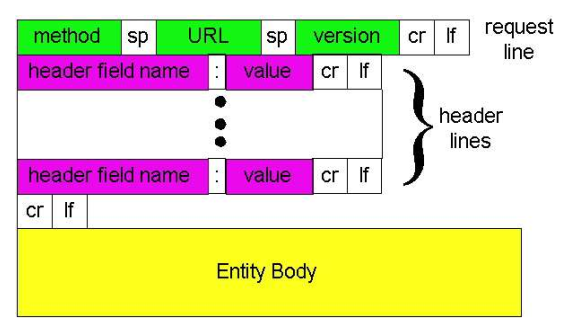 method sp URL sp version cr lf request line
header field name : value cr lf
header lines
header field name : value cr lf
cr lf
Entity Body